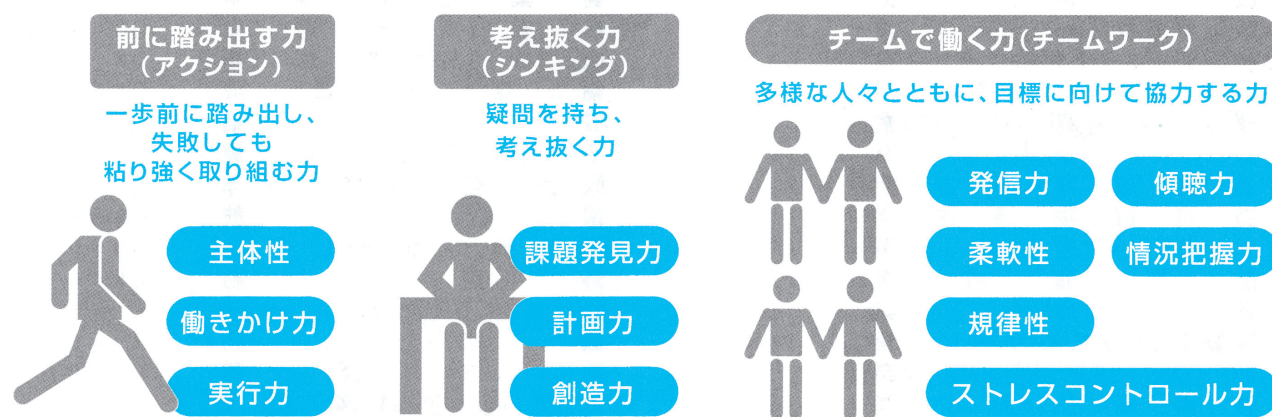 前に踏み出す力
（アクション）
一歩前に踏み出し、
失敗しても
粘り強く取り組む力
主体性
働きかけ力
実行力
考え抜く力
（シンキング）
疑問を持ち、
考え抜く力
課題発見力
計画力
創造力
チームで働く力（チームワーク）
多様な人々とともに、目標に向けて協力する力
発信力
傾聴力
柔軟性
情況把握力
規律性
ストレスコントロール力